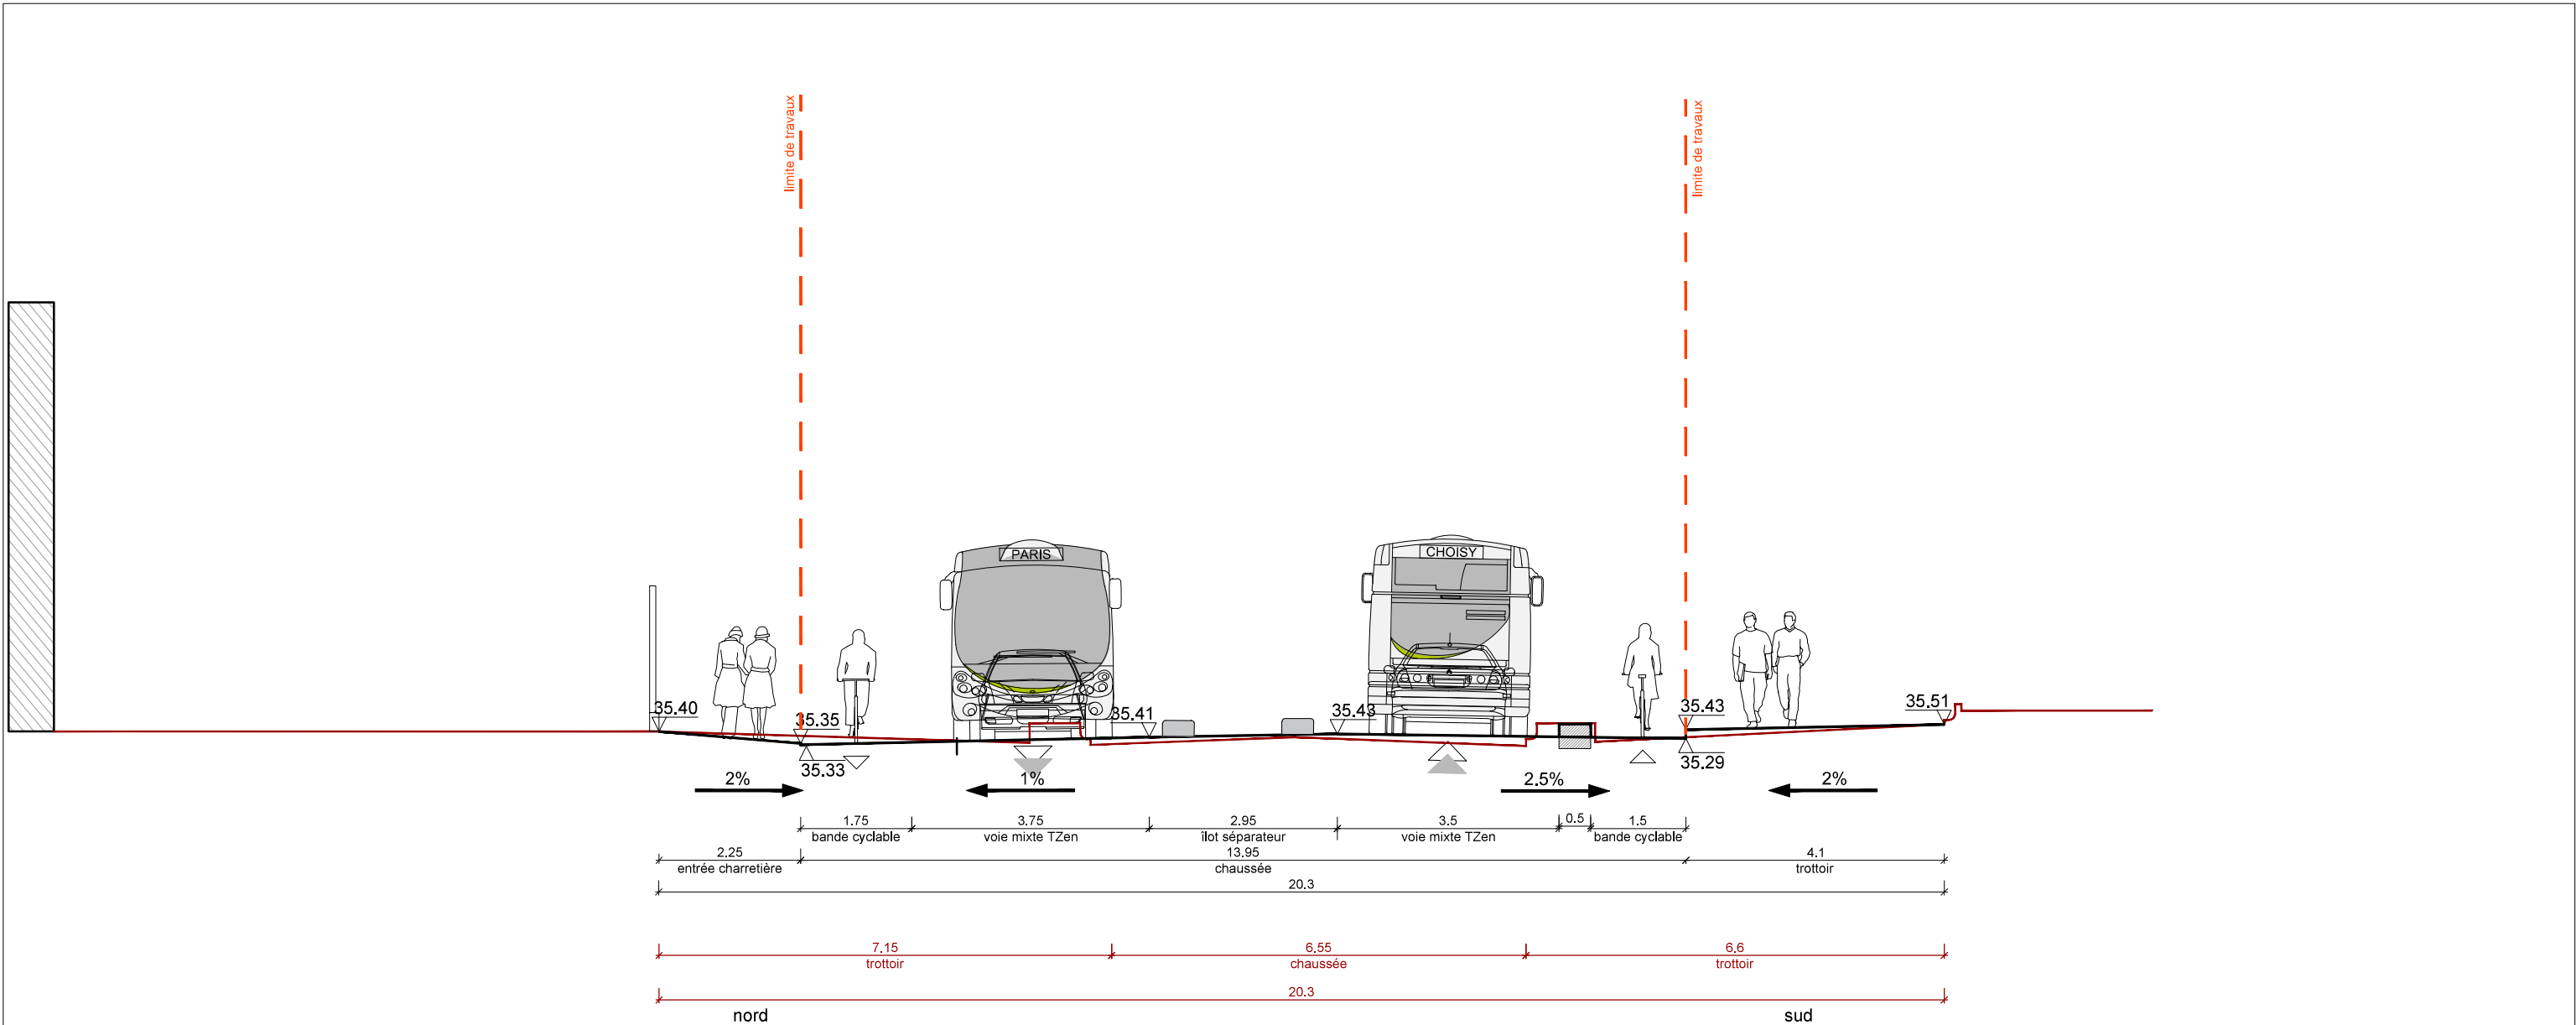 limite de travaux
limite de travaux
PARIS
CHOISY
35.40
35.35
35.41
35.43
35.43
35.51
35.33
35.29
2%
1%
2.5%
2%
1.75
3.75
2.95
3.5
0.5
1.5
bande cyclable
voie mixte TZen
îlot séparateur
voie mixte TZen
bande cyclable
2.25
13.95
4.1
entrée charretière
chaussée
trottoir
20.3
7.15
6.55
6.6
trottoir
chaussée
trottoir
20.3
nord
sud